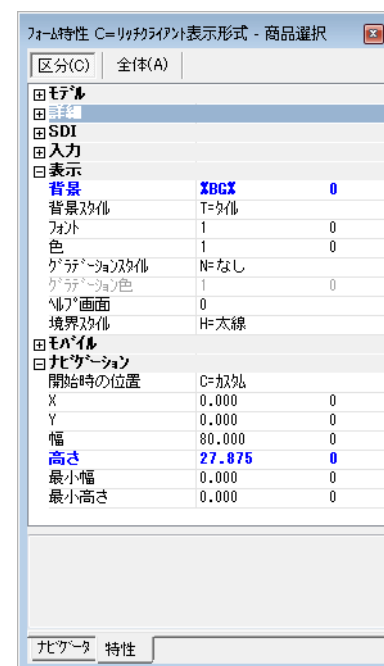 フォーム特性 C=リッチクライアント表示形式 - 商品選択
区分(C) 全体(A)
モデル
詳細
SDI
入力
表示
背景 %BG% 0
背景スタイル T=タイル
フォント 1 0
色 1 0
グラデーションスタイル N=なし
グラデーション色 1 0
ヘルプ画面 0
境界スタイル H=太線
モバイル
ナビゲーション
開始時の位置 C=カスタム
X 0.000 0
Y 0.000 0
幅 80.000 0
高さ 27.875 0
最小幅 0.000 0
最小高さ 0.000 0
ナビゲータ 特性